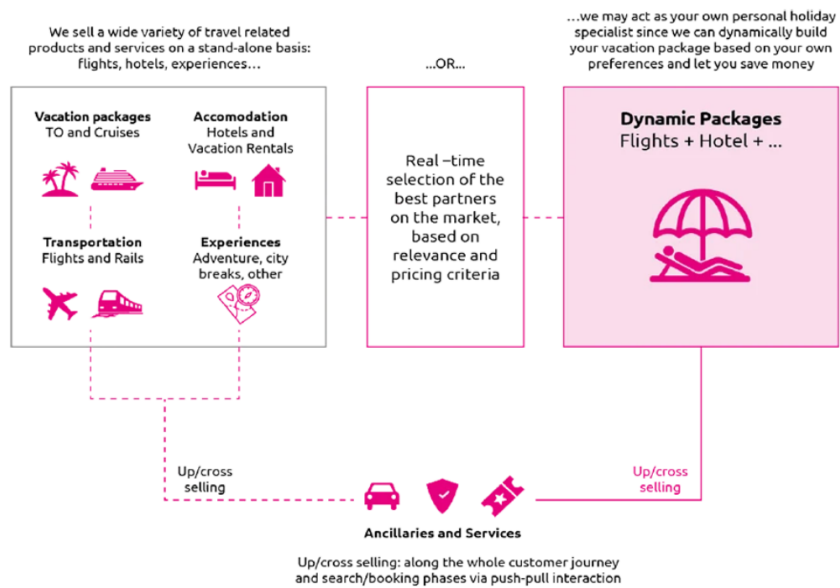 We sell a wide variety of travel related
products and services on a stand-alone basis:
flights, hotels, experiences...
...OR...
...we may act as your own personal holiday
specialist since we can dynamically build
your vacation package based on your own
preferences and let you save money
Vacation packages
TO and Cruises
Accomodation
Hotels and
Vacation Rentals
Transportation
Flights and Rails
Experiences
Adventure, city
breaks, other
Real –time
selection of the
best partners
on the market,
based on
relevance and
pricing criteria
Dynamic Packages
Flights + Hotel + ...
Up/cross
selling
Up/cross
selling
Ancillaries and Services
Up/cross selling: along the whole customer journey
and search/booking phases via push-pull interaction